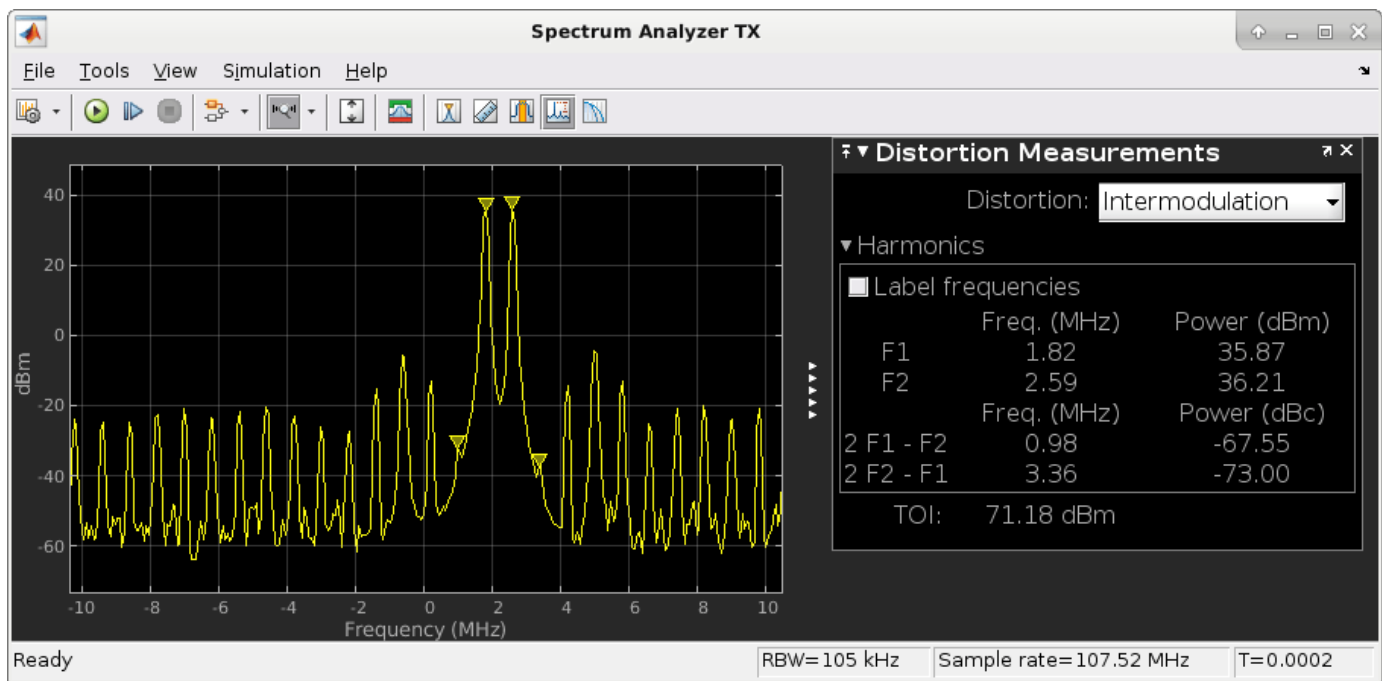 Spectrum Analyzer TX
File Tools View Simulation Help
40
20
0
-20
-40
-60
dBm
-10 -8 -6 -4 -2 0 2 4 6 8 10
Frequency (MHz)
Distortion Measurements
Distortion: Intermodulation
Harmonics
Label frequencies
Freq. (MHz) Power (dBm)
F1 1.82 35.87
F2 2.59 36.21
Freq. (MHz) Power (dBc)
2 F1 - F2 0.98 -67.55
2 F2 - F1 3.36 -73.00
TOI: 71.18 dBm
Ready RBW=105 kHz Sample rate=107.52 MHz T=0.0002